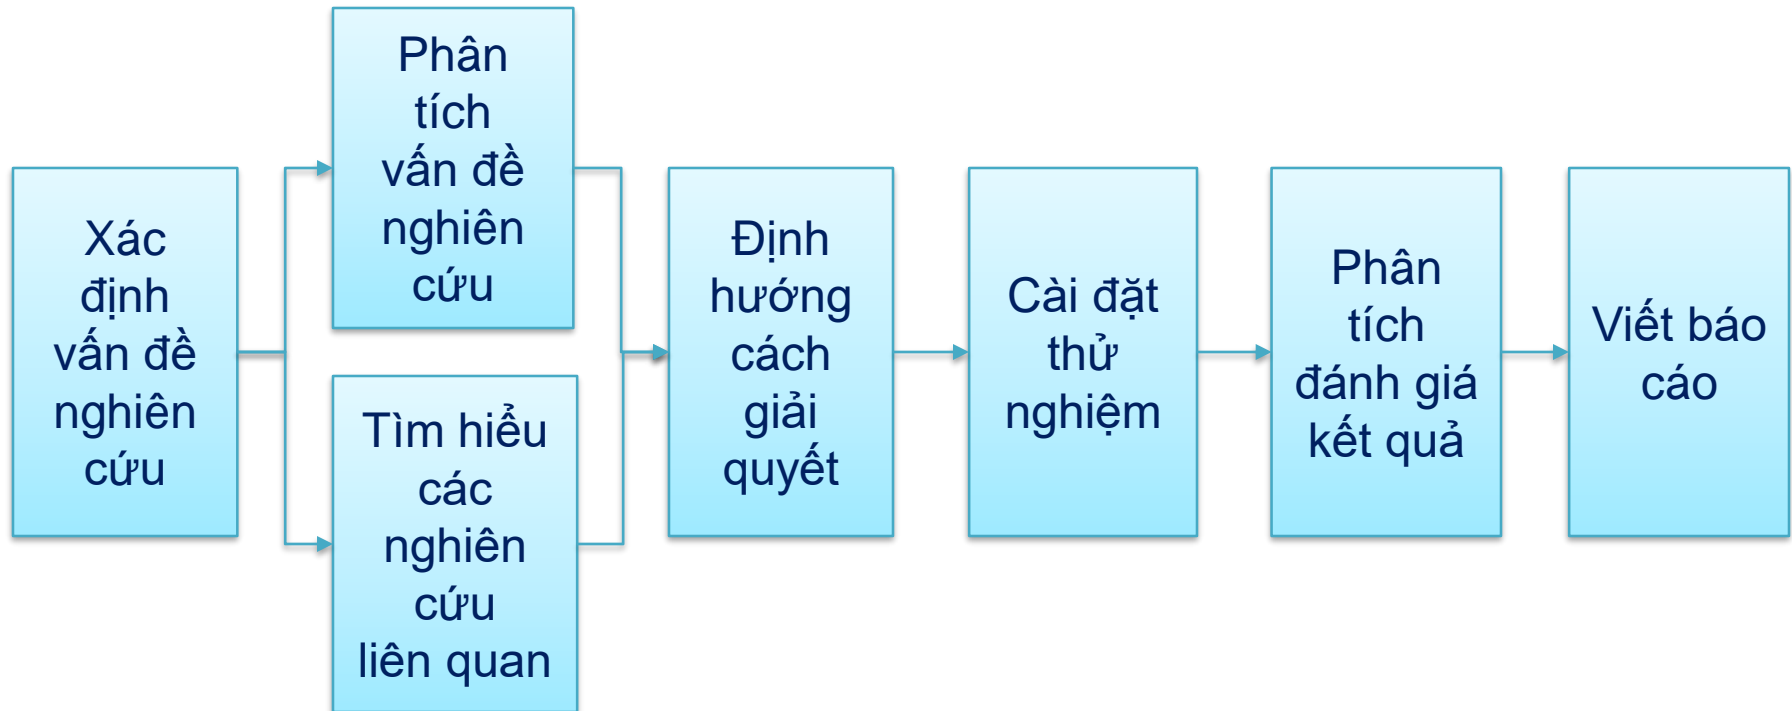 Xác
định
vấn đề
nghiên
cứu
Phân
tích
vấn đề
nghiên
cứu
Tìm hiểu
các
nghiên
cứu
liên quan
Định
hướng
cách
giải
quyết
Cài đặt
thử
nghiệm
Phân
tích
đánh giá
kết quả
Viết báo
cáo